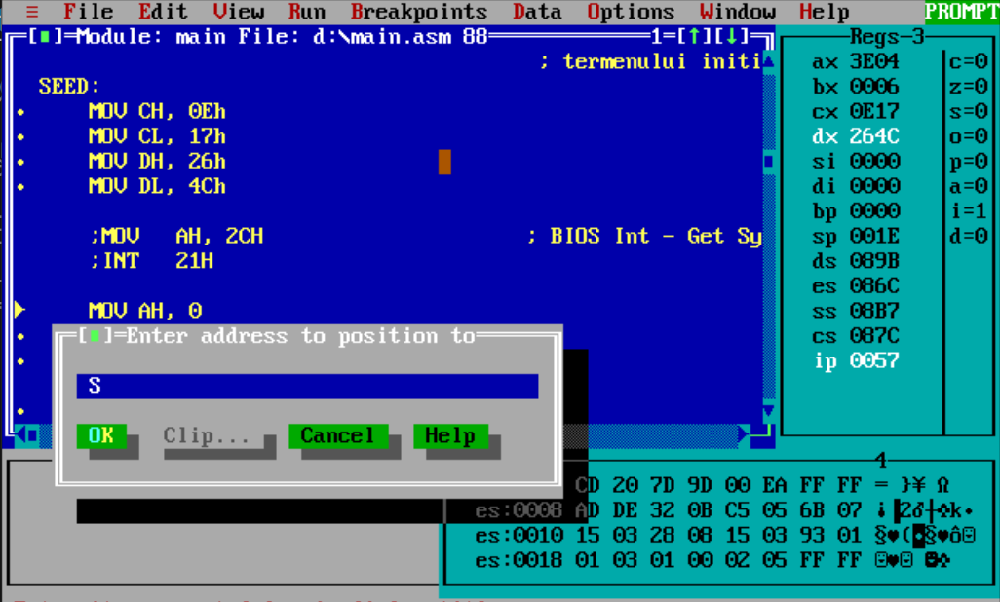 ≡ File Edit View Run Breakpoints Data Options Window Help PROMPT
[■]=Module: main File: d:\main.asm 88 1=[↑][↓]
; termenului initi
SEED:
MOV CH, 0Eh
MOV CL, 17h
MOV DH, 26h
MOV DL, 4Ch
;MOV AH, 2CH ; BIOS Int - Get Sy
;INT 21H
MOV AH, 0
Regs-3
ax 3E04 c=0
bx 0006 z=0
cx 0E17 s=0
dx 264C o=0
si 0000 p=0
di 0000 a=0
bp 0000 i=1
sp 001E d=0
ds 089B
es 086C
ss 08B7
cs 087C
ip 0057
[■]=Enter address to position to
S
OK Clip... Cancel Help
4
CD 20 7D 9D 00 EA FF FF = }¥ Ω
es:0008 AD DE 32 0B C5 05 6B 07 ¡ 2♂┼♣k•
es:0010 15 03 28 08 15 03 93 01 §♥(◘§♥ô☺
es:0018 01 03 01 00 02 05 FF FF ☺♥☺ ☻♣